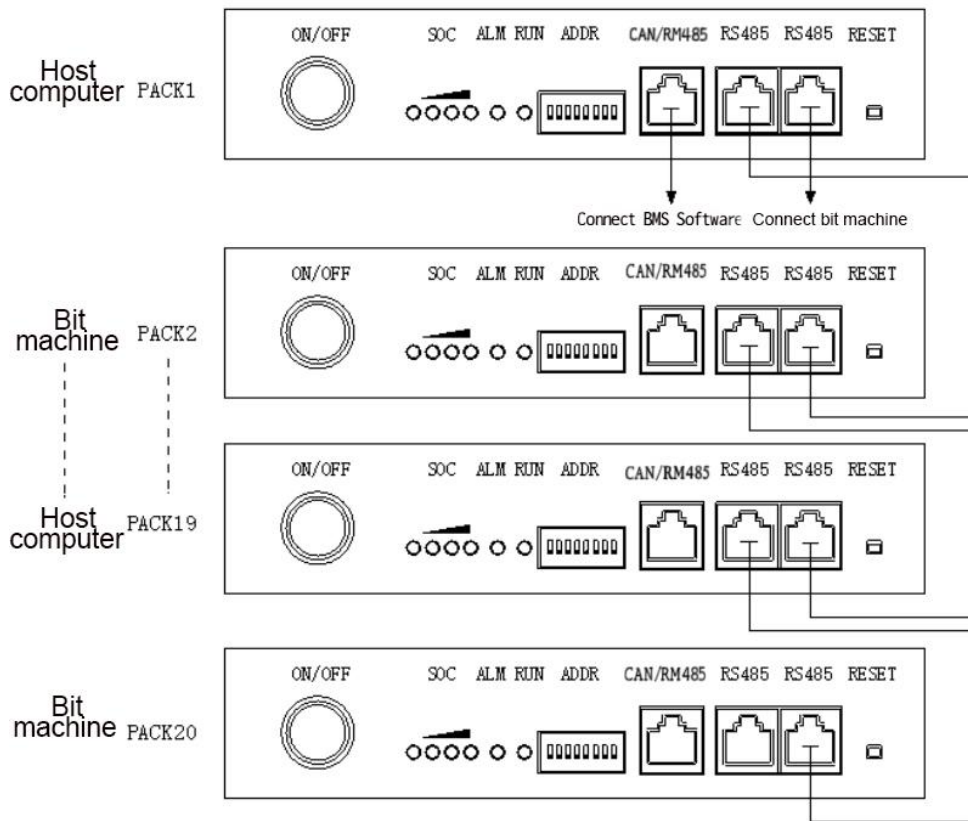 ON/OFF SOC ALM RUN ADDR CAN/RM485 RS485 RS485 RESET
Host
computer PACK1
Connect BMS Software Connect bit machine
ON/OFF SOC ALM RUN ADDR CAN/RM485 RS485 RS485 RESET
Bit
machine PACK2
ON/OFF SOC ALM RUN ADDR CAN/RM485 RS485 RS485 RESET
Host
computer PACK19
ON/OFF SOC ALM RUN ADDR CAN/RM485 RS485 RS485 RESET
Bit
machine PACK20